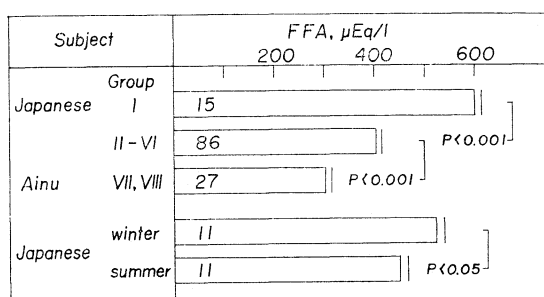 Subject FFA, μEq/l
200 400 600
Group
Japanese I 15
P<0.001
II-VI 86
Ainu VII, VIII 27 P<0.001
winter 11
Japanese
summer 11 P<0.05